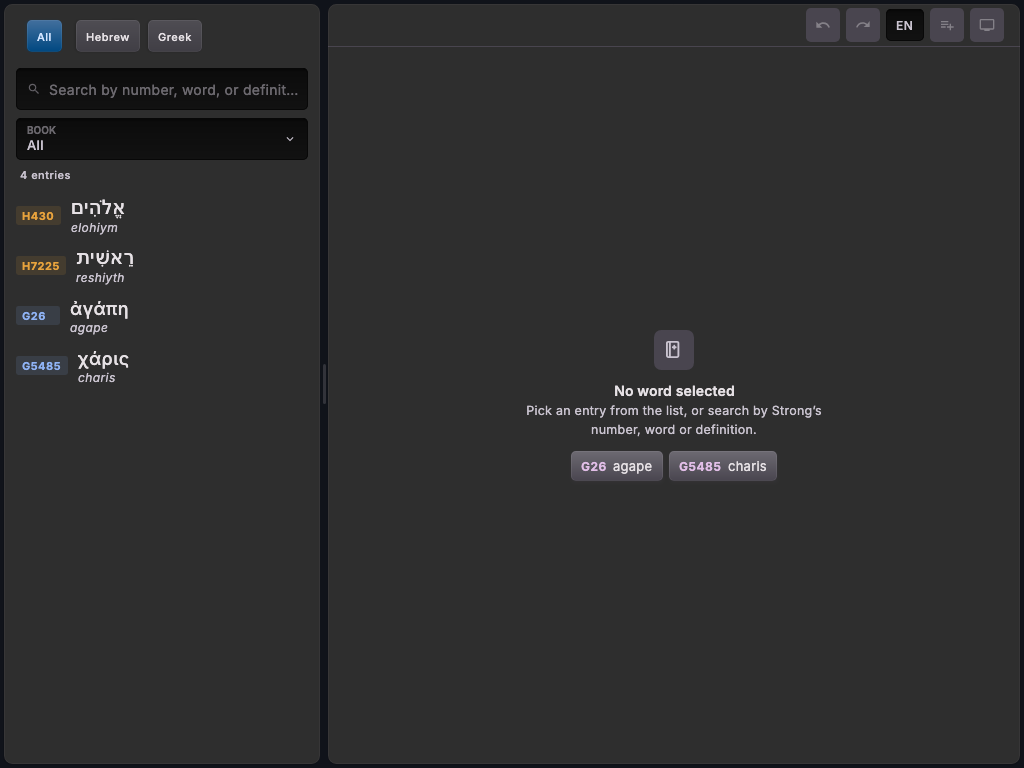 All
Hebrew
Greek
Search by number, word, or definit...
BOOK
All
4 entries
H430
אֱלֹהִים
elohiym
H7225
רֵאשִׁית
reshiyth
G26
ἀγάπη
agape
G5485
χάρις
charis
EN
No word selected
Pick an entry from the list, or search by Strong’s
number, word or definition.
G26 agape
G5485 charis